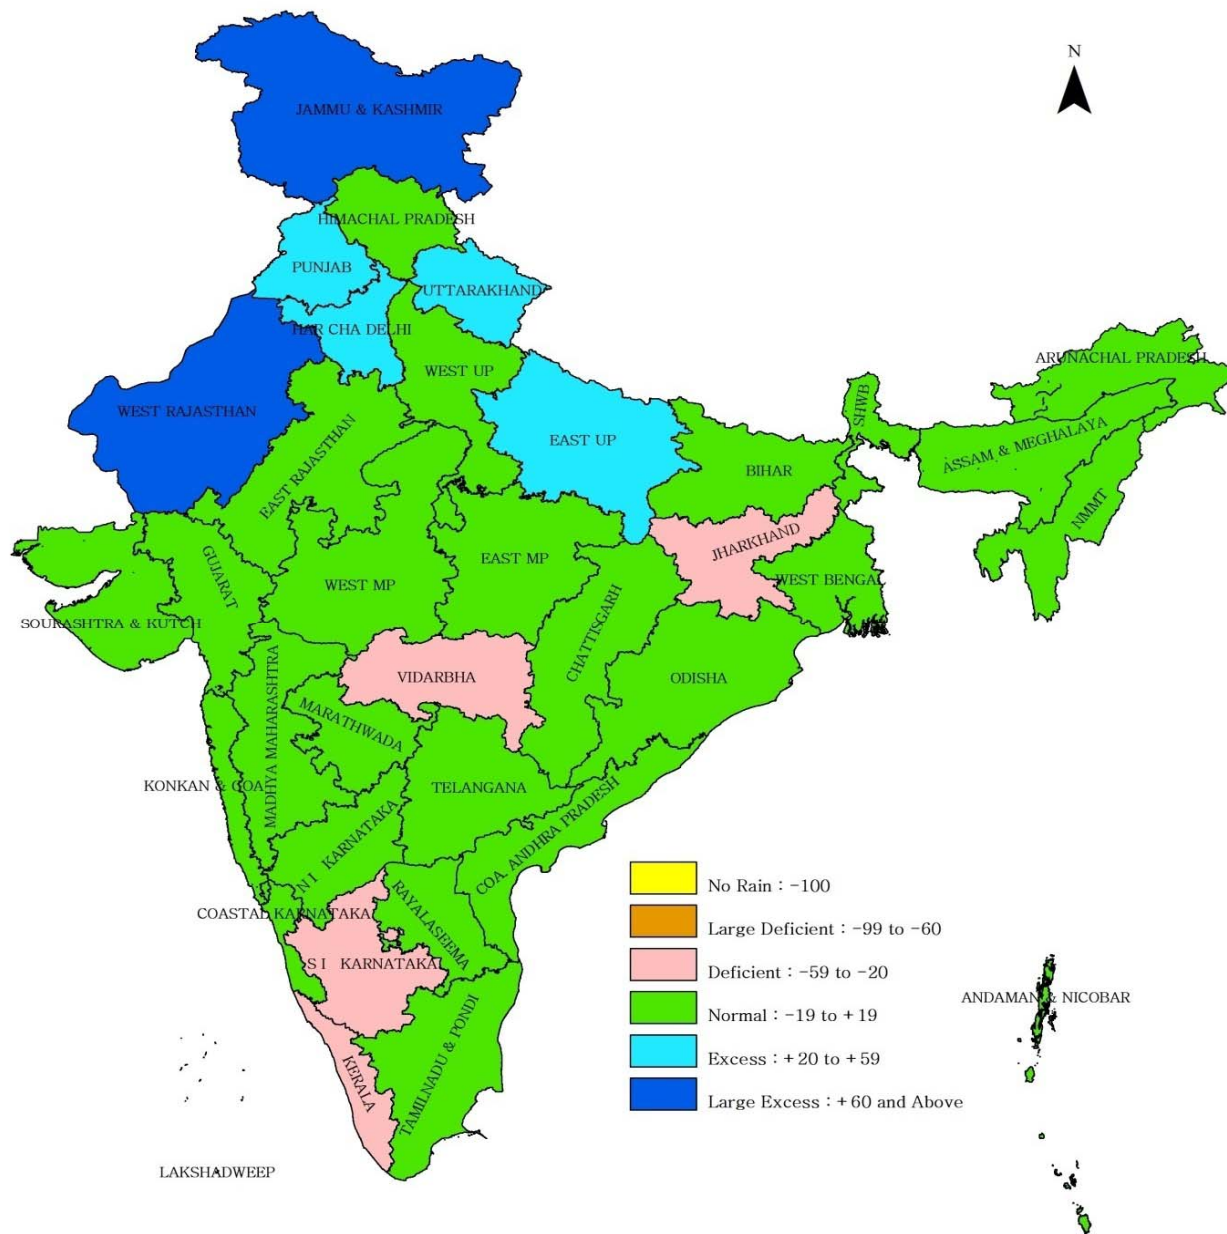 N
JAMMU & KASHMIR
HIMACHAL PRADESH
PUNJAB
UTTARAKHAND
HAR CHA DELHI
WEST UP
ARUNACHAL PRADESH
WEST RAJASTHAN
SHWB
EAST RAJASTHAN
EAST UP
ASSAM & MEGHALAYA
BIHAR
NMMT
JHARKHAND
GUJARAT
EAST MP
WEST MP
WEST BENGAL
CHATTISGARH
SOURASHTRA & KUTCH
VIDARBHA
ODISHA
MADHYA MAHARASHTRA
MARATHWADA
KONKAN & GOA
TELANGANA
COA. ANDHRA PRADESH
N I KARNATAKA
RAYALASEEMA
COASTAL KARNATAKA
S I KARNATAKA
KERALA
TAMILNADU & PONDI
ANDAMAN & NICOBAR
LAKSHADWEEP
No Rain : -100
Large Deficient : -99 to -60
Deficient : -59 to -20
Normal : -19 to +19
Excess : +20 to +59
Large Excess : +60 and Above